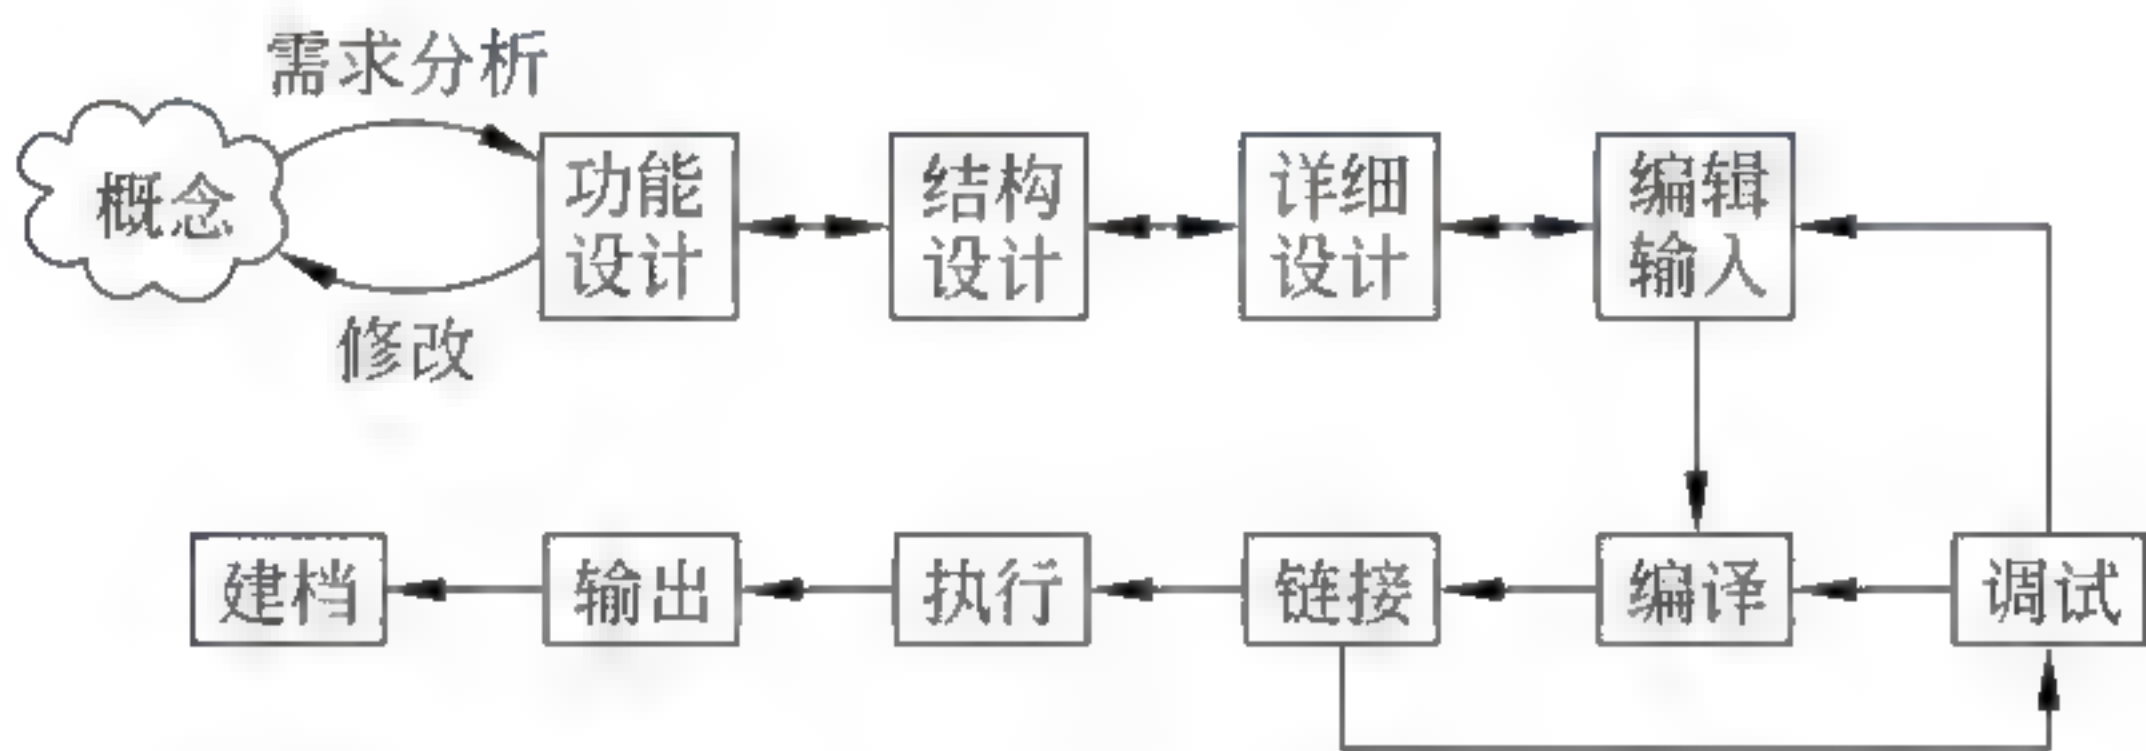 需求分析
概念
修改
功能
设计
结构
设计
详细
设计
编辑
输入
建档
输出
执行
链接
编译
调试